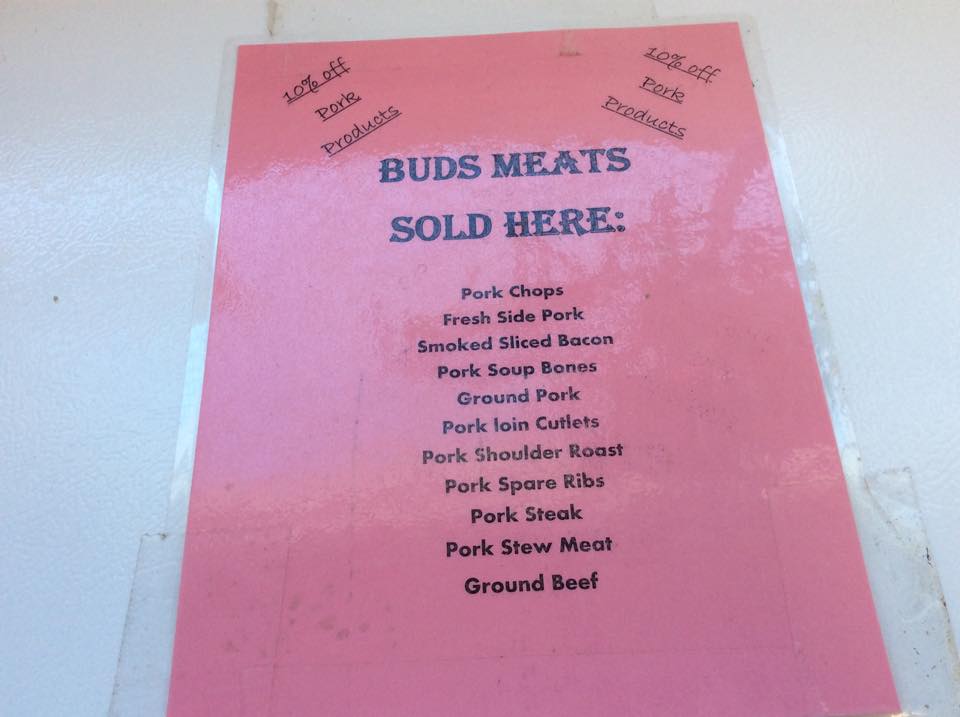 10% off
Pork
Products
10% off
Pork
Products
BUDS MEATS
SOLD HERE:
Pork Chops
Fresh Side Pork
Smoked Sliced Bacon
Pork Soup Bones
Ground Pork
Pork loin Cutlets
Pork Shoulder Roast
Pork Spare Ribs
Pork Steak
Pork Stew Meat
Ground Beef